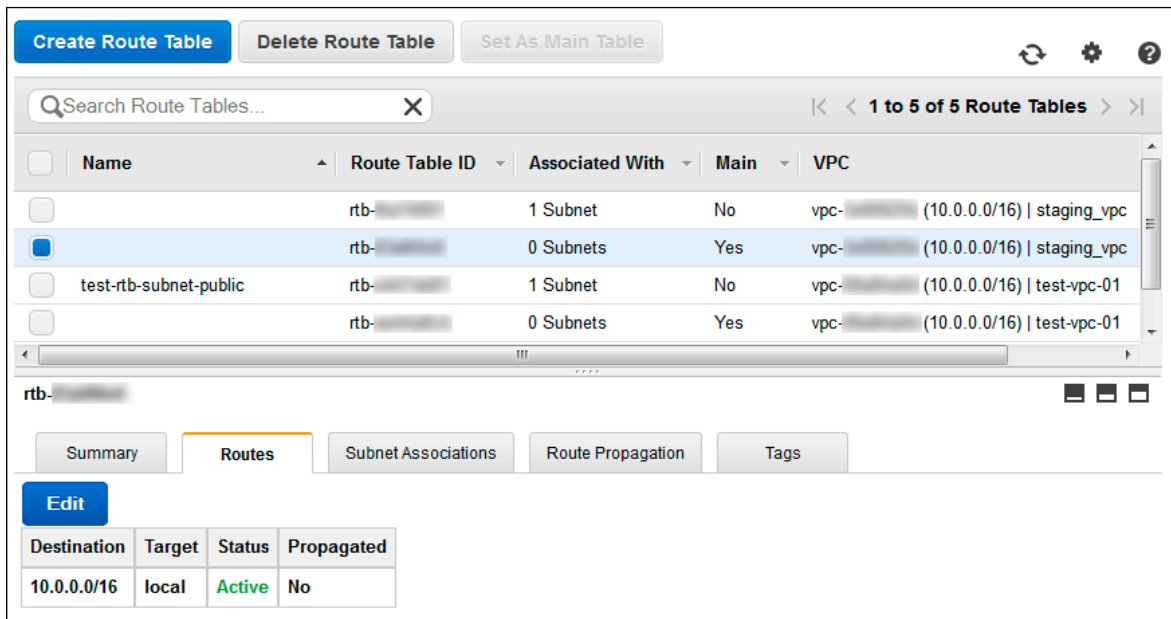 Create Route Table Delete Route Table Set As Main Table
Search Route Tables... 1 to 5 of 5 Route Tables
Name Route Table ID Associated With Main VPC
rtb- 1 Subnet No vpc- (10.0.0.0/16) | staging_vpc
rtb- 0 Subnets Yes vpc- (10.0.0.0/16) | staging_vpc
test-rtb-subnet-public rtb- 1 Subnet No vpc- (10.0.0.0/16) | test-vpc-01
rtb- 0 Subnets Yes vpc- (10.0.0.0/16) | test-vpc-01
rtb-
Summary Routes Subnet Associations Route Propagation Tags
Edit
Destination Target Status Propagated
10.0.0.0/16 local Active No